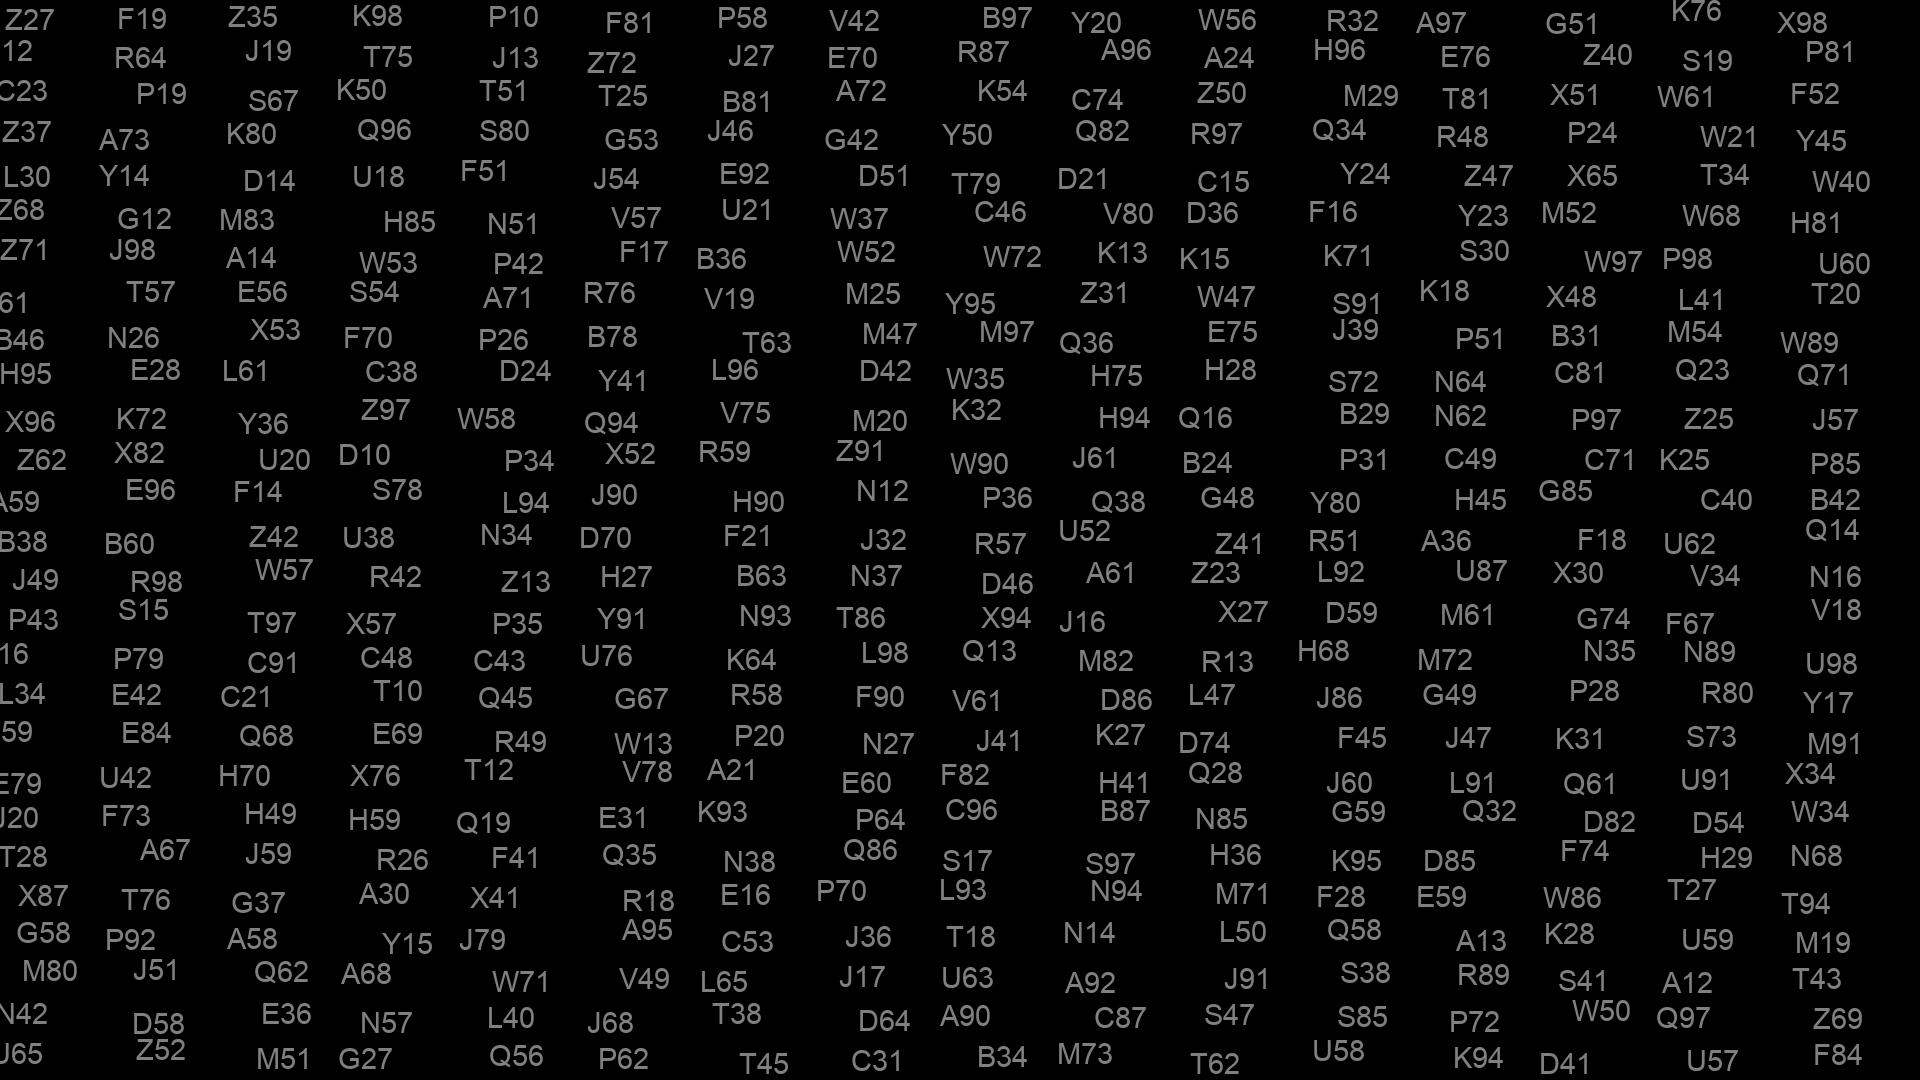 Z27 F19 Z35 K98 P10 F81 P58 V42 B97 Y20 W56 R32 A97 G51 K76 X98
12 R64 J19 T75 J13 Z72 J27 E70 R87 A96 A24 H96 E76 Z40 S19 P81
C23 P19 S67 K50 T51 T25 B81 A72 K54 C74 Z50 M29 T81 X51 W61 F52
Z37 A73 K80 Q96 S80 G53 J46 G42 Y50 Q82 R97 Q34 R48 P24 W21 Y45
L30 Y14 D14 U18 F51 J54 E92 D51 T79 D21 C15 Y24 Z47 X65 T34 W40
Z68 G12 M83 H85 N51 V57 U21 W37 C46 V80 D36 F16 Y23 M52 W68 H81
Z71 J98 A14 W53 P42 F17 B36 W52 W72 K13 K15 K71 S30 W97 P98 U60
61 T57 E56 S54 A71 R76 V19 M25 Y95 Z31 W47 S91 K18 X48 L41 T20
B46 N26 X53 F70 P26 B78 T63 M47 M97 Q36 E75 J39 P51 B31 M54 W89
H95 E28 L61 C38 D24 Y41 L96 D42 W35 H75 H28 S72 N64 C81 Q23 Q71
X96 K72 Y36 Z97 W58 Q94 V75 M20 K32 H94 Q16 B29 N62 P97 Z25 J57
Z62 X82 U20 D10 P34 X52 R59 Z91 W90 J61 B24 P31 C49 C71 K25 P85
A59 E96 F14 S78 L94 J90 H90 N12 P36 Q38 G48 Y80 H45 G85 C40 B42
B38 B60 Z42 U38 N34 D70 F21 J32 R57 U52 Z41 R51 A36 F18 U62 Q14
J49 R98 W57 R42 Z13 H27 B63 N37 D46 A61 Z23 L92 U87 X30 V34 N16
P43 S15 T97 X57 P35 Y91 N93 T86 X94 J16 X27 D59 M61 G74 F67 V18
16 P79 C91 C48 C43 U76 K64 L98 Q13 M82 R13 H68 M72 N35 N89 U98
L34 E42 C21 T10 Q45 G67 R58 F90 V61 D86 L47 J86 G49 P28 R80 Y17
59 E84 Q68 E69 R49 W13 P20 N27 J41 K27 D74 F45 J47 K31 S73 M91
E79 U42 H70 X76 T12 V78 A21 E60 F82 H41 Q28 J60 L91 Q61 U91 X34
J20 F73 H49 H59 Q19 E31 K93 P64 C96 B87 N85 G59 Q32 D82 D54 W34
T28 A67 J59 R26 F41 Q35 N38 Q86 S17 S97 H36 K95 D85 F74 H29 N68
X87 T76 G37 A30 X41 R18 E16 P70 L93 N94 M71 F28 E59 W86 T27 T94
G58 P92 A58 Y15 J79 A95 C53 J36 T18 N14 L50 Q58 A13 K28 U59 M19
M80 J51 Q62 A68 W71 V49 L65 J17 U63 A92 J91 S38 R89 S41 A12 T43
N42 D58 E36 N57 L40 J68 T38 D64 A90 C87 S47 S85 P72 W50 Q97 Z69
U65 Z52 M51 G27 Q56 P62 T45 C31 B34 M73 T62 U58 K94 D41 U57 F84